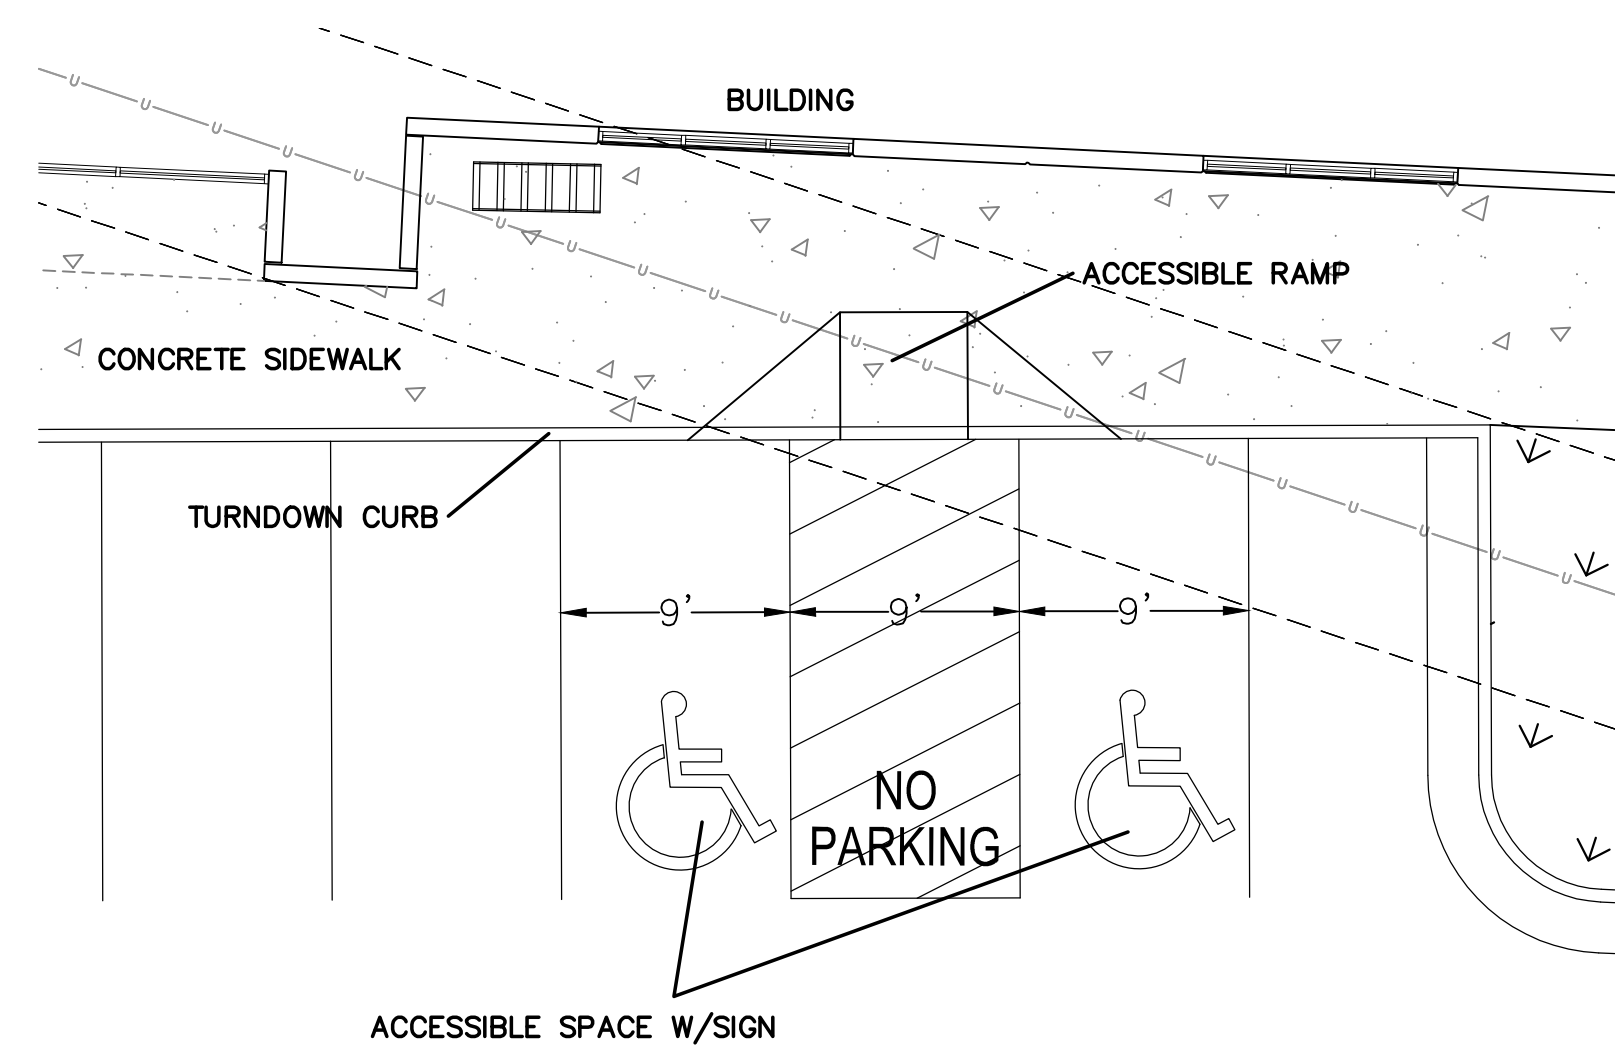 BUILDING
ACCESSIBLE RAMP
CONCRETE SIDEWALK
TURNDOWN CURB
9' 9' 9'
NO
PARKING
ACCESSIBLE SPACE W/SIGN
U U U U U U U U U U U U U U U U U U U U U U